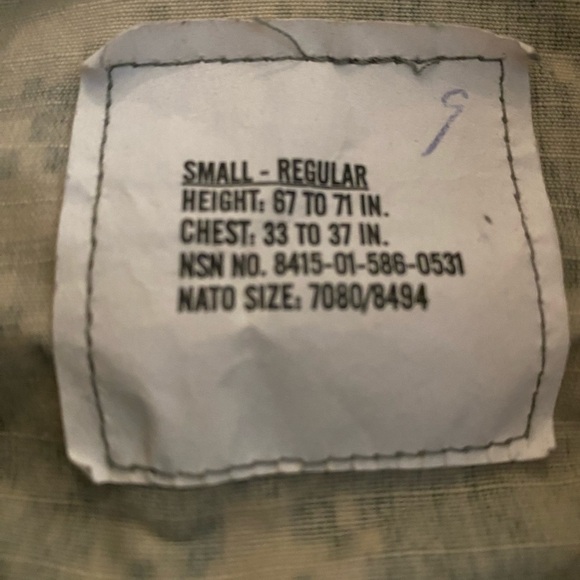 9
SMALL - REGULAR
HEIGHT: 67 TO 71 IN.
CHEST: 33 TO 37 IN.
NSN NO. 8415-01-586-0531
NATO SIZE: 7080/8494